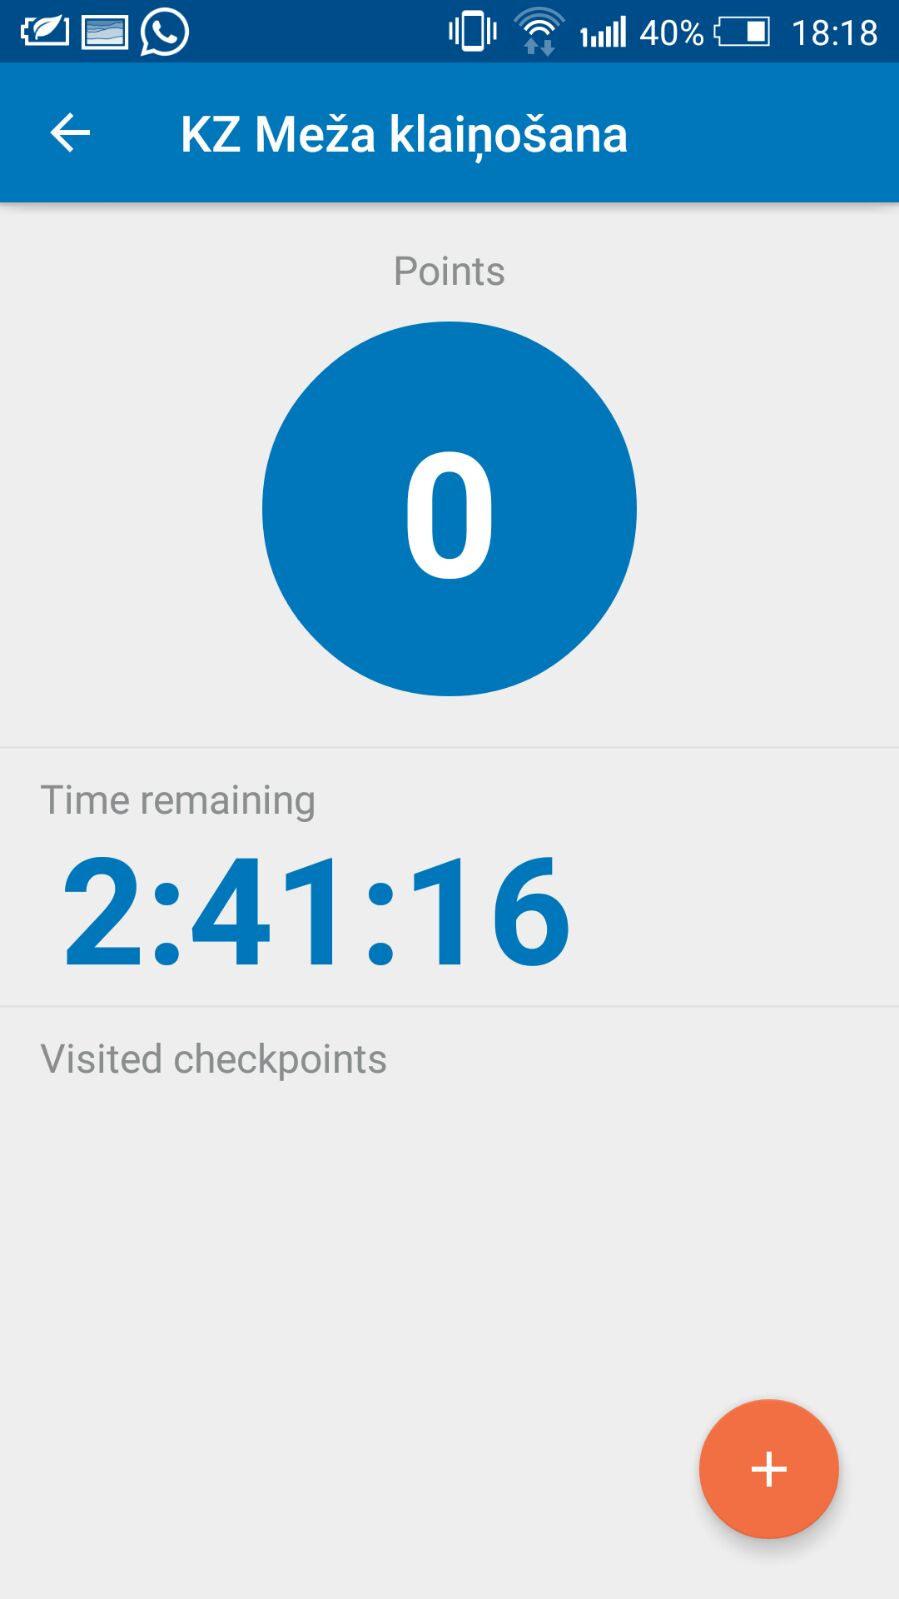 40% 18:18
KZ Meža klaiņošana
Points
0
Time remaining
2:41:16
Visited checkpoints